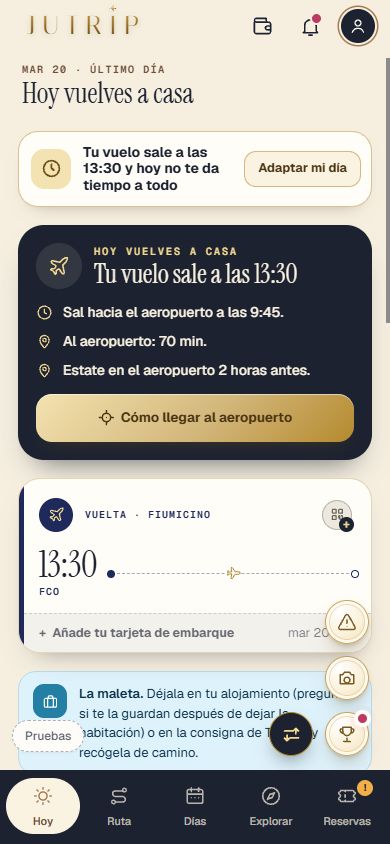 JUTRIP
MAR 20 · ÚLTIMO DÍA
Hoy vuelves a casa
Tu vuelo sale a las
13:30 y hoy no te da
tiempo a todo
Adaptar mi día
HOY VUELVES A CASA
Tu vuelo sale a las 13:30
Sal hacia el aeropuerto a las 9:45.
Al aeropuerto: 70 min.
Estate en el aeropuerto 2 horas antes.
Cómo llegar al aeropuerto
VUELTA · FIUMICINO
13:30
FCO
+ Añade tu tarjeta de embarque
mar 20
La maleta. Déjala en tu alojamiento
si te la guardan después de dejar
habitación) o en la consigna de
recógela de camino.
Pruebas
!
Hoy
Ruta
Días
Explorar
Reservas